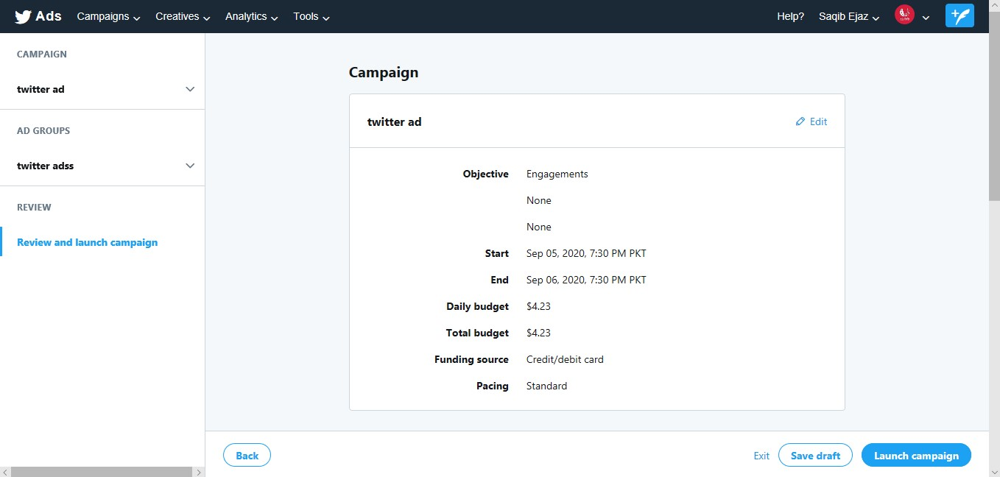 Ads Campaigns Creatives Analytics Tools Help? Saqib Ejaz
CAMPAIGN
twitter ad
AD GROUPS
twitter adss
REVIEW
Review and launch campaign
Campaign
twitter ad Edit
Objective Engagements
None
None
Start Sep 05, 2020, 7:30 PM PKT
End Sep 06, 2020, 7:30 PM PKT
Daily budget $4.23
Total budget $4.23
Funding source Credit/debit card
Pacing Standard
Back Exit Save draft Launch campaign